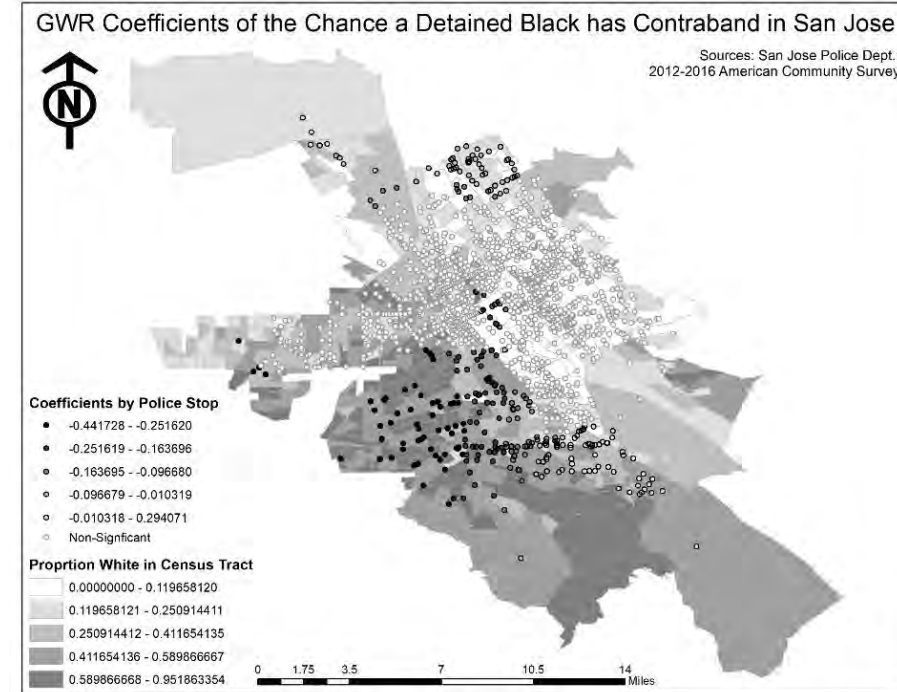 GWR Coefficients of the Chance a Detained Black has Contraband in San Jose
Sources: San Jose Police Dept.
2012-2016 American Community Survey
N
Coefficients by Police Stop
-0.441728 - -0.251620
-0.251619 - -0.163696
-0.163695 - -0.096680
-0.096679 - -0.010319
-0.010318 - 0.294071
Non-Signficant
Proprtion White in Census Tract
0.00000000 - 0.119658120
0.119658121 - 0.250914411
0.250914412 - 0.411654135
0.411654136 - 0.589866667
0.589866668 - 0.951863354
0 1.75 3.5 7 10.5 14
Miles